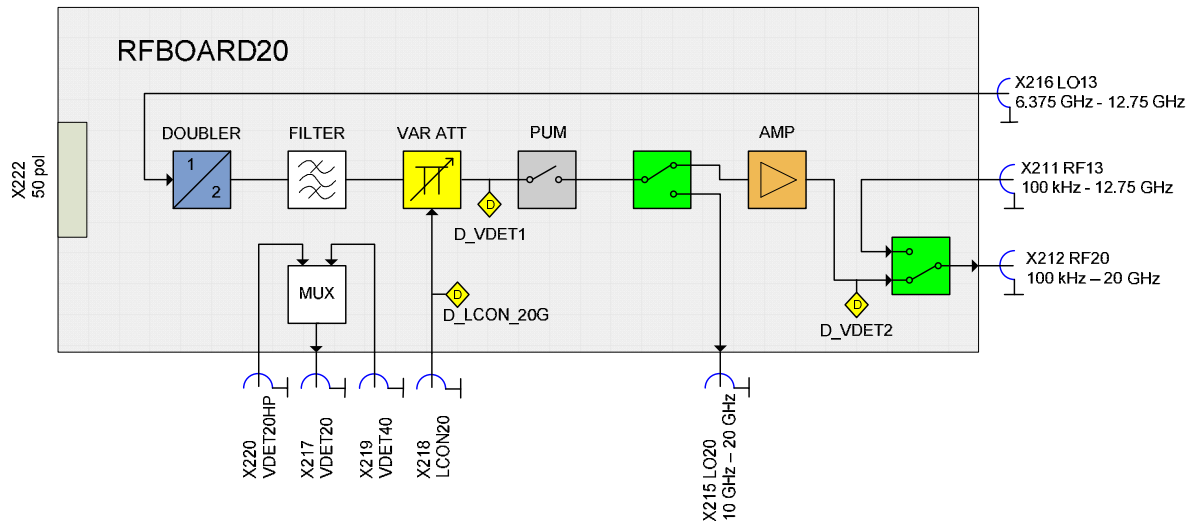 RFBOARD20
X216 LO13
6.375 GHz - 12.75 GHz
DOUBLER
FILTER
VAR ATT
PUM
AMP
1
2
X222
50 pol
X211 RF13
100 kHz - 12.75 GHz
D
D_VDET1
X212 RF20
100 kHz – 20 GHz
MUX
D
D_LCON_20G
D
D_VDET2
X220
VDET20HP
X217
VDET20
X219
VDET40
X218
LCON20
X215 LO20
10 GHz – 20 GHz